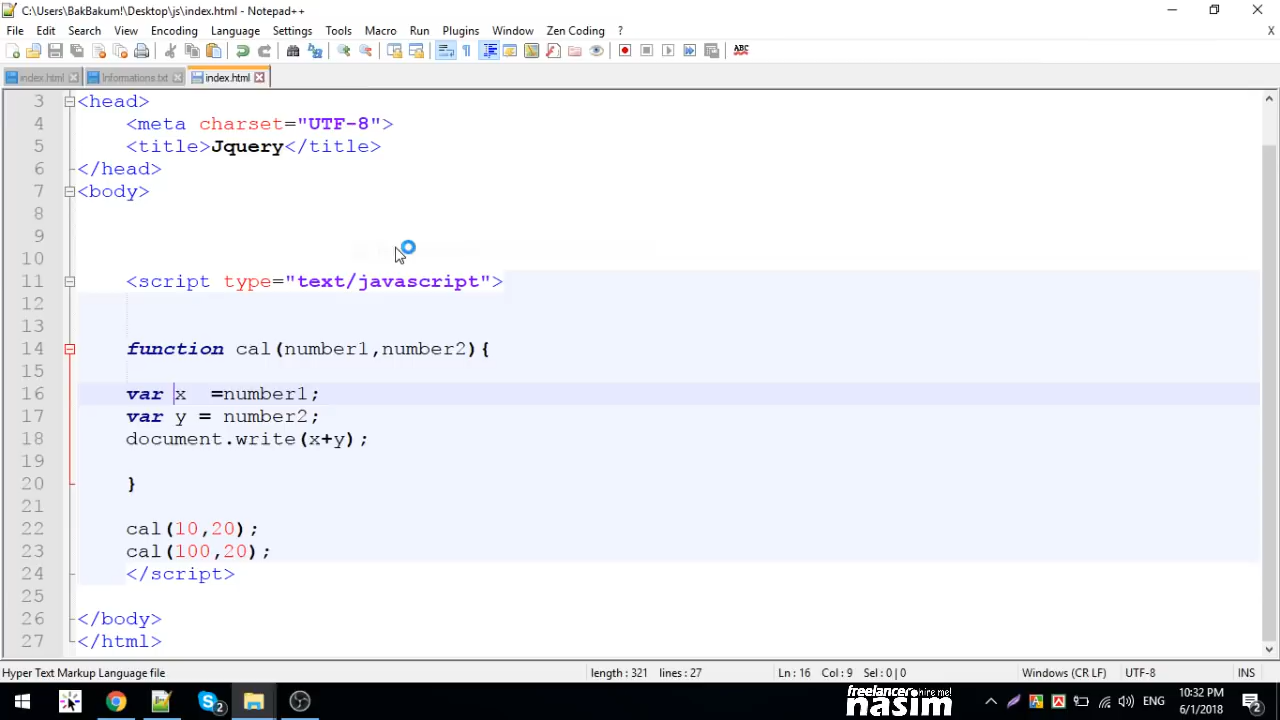 C:\Users\BakBakum!\Desktop\js\index.html - Notepad++
File Edit Search View Encoding Language Settings Tools Macro Run Plugins Window Zen Coding ? X
ABC
index.html Informations.txt index.html
3 <head>
4 <meta charset="UTF-8">
5 <title>Jquery</title>
6 </head>
7 <body>
8
9
10
11 <script type="text/javascript">
12
13
14 function cal(number1,number2){
15
16 var x  =number1;
17 var y = number2;
18 document.write(x+y);
19
20 }
21
22 cal(10,20);
23 cal(100,20);
24 </script>
25
26 </body>
27 </html>
Hyper Text Markup Language file length : 321 lines : 27 Ln : 16 Col : 9 Sel : 0 | 0 Windows (CR LF) UTF-8 INS
2 freelancer hire me! ENG 10:32 PM
nasim 6/1/2018 2